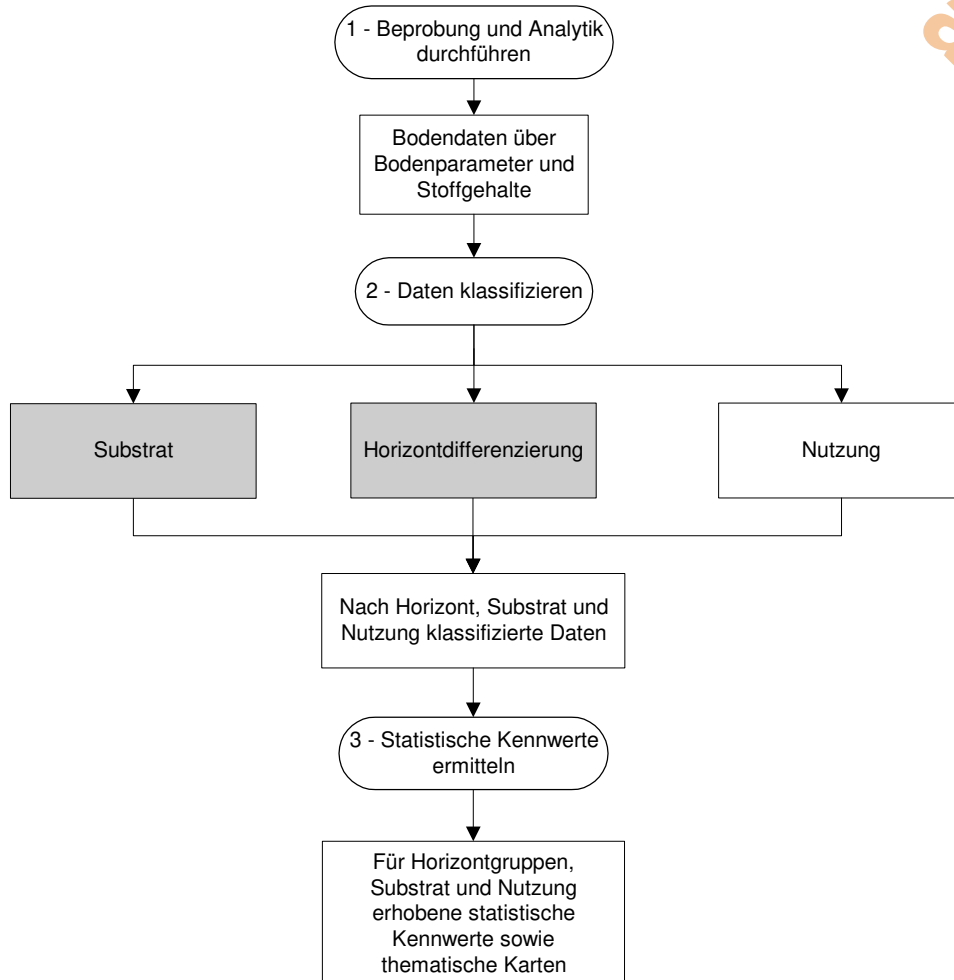 1 - Beprobung und Analytik
durchführen
Bodendaten über
Bodenparameter und
Stoffgehalte
2 - Daten klassifizieren
Substrat
Horizontdifferenzierung
Nutzung
Nach Horizont, Substrat und
Nutzung klassifizierte Daten
3 - Statistische Kennwerte
ermitteln
Für Horizontgruppen,
Substrat und Nutzung
erhobene statistische
Kennwerte sowie
thematische Karten